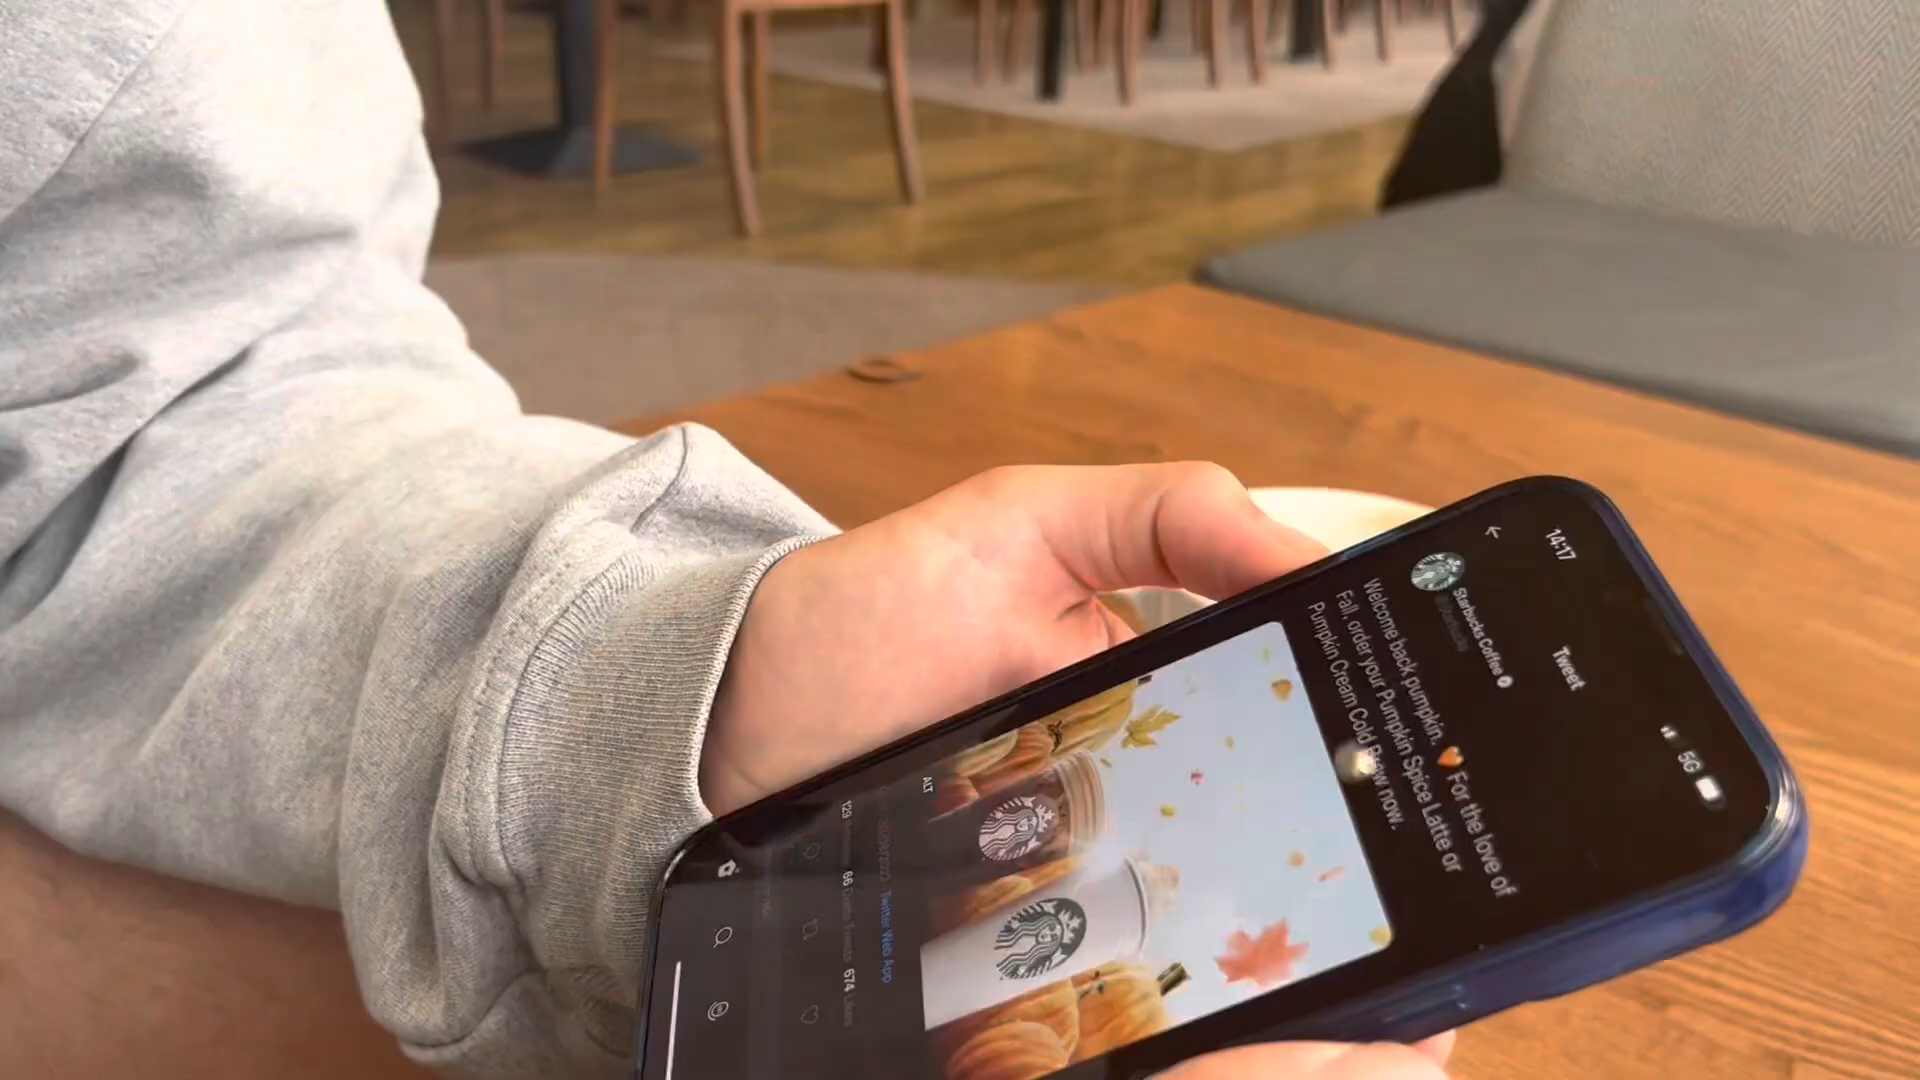 14:17
5G
Tweet
Starbucks Coffee
Welcome back pumpkin. 🧡 For the love of
Fall, order your Pumpkin Spice Latte or
Pumpkin Cream Cold Brew now.
ALT
Twitter Web App
129 66 674 Likes